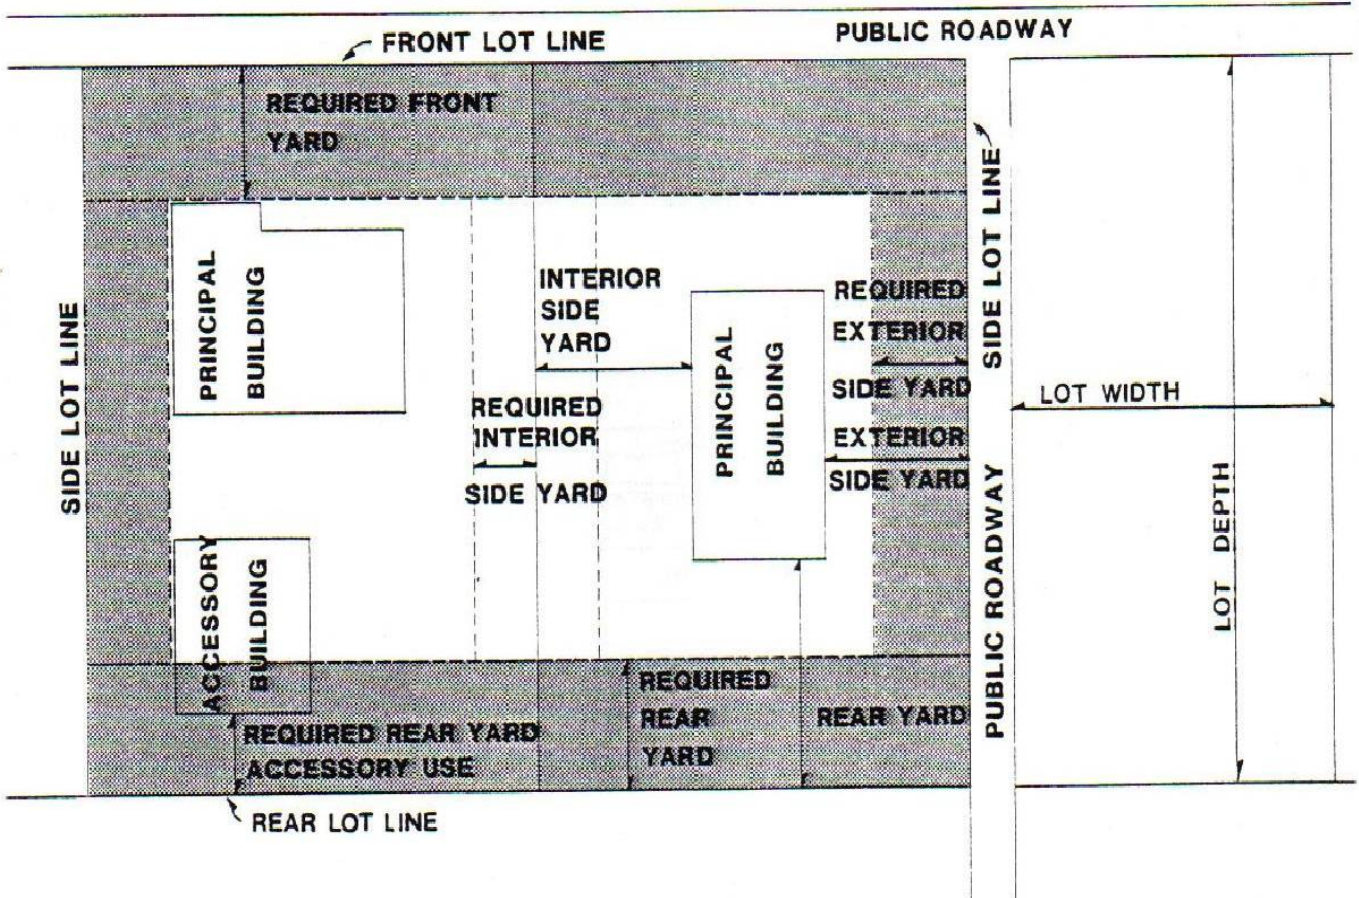 PUBLIC ROADWAY
FRONT LOT LINE
REQUIRED FRONT
YARD
SIDE LOT LINE
PRINCIPAL
BUILDING
INTERIOR
SIDE
YARD
REQUIRED
INTERIOR
SIDE YARD
PRINCIPAL
BUILDING
REQUIRED
EXTERIOR
SIDE YARD
EXTERIOR
SIDE YARD
SIDE LOT LINE
PUBLIC ROADWAY
LOT WIDTH
LOT DEPTH
ACCESSORY
BUILDING
REQUIRED REAR YARD
ACCESSORY USE
REQUIRED
REAR
YARD
REAR YARD
REAR LOT LINE